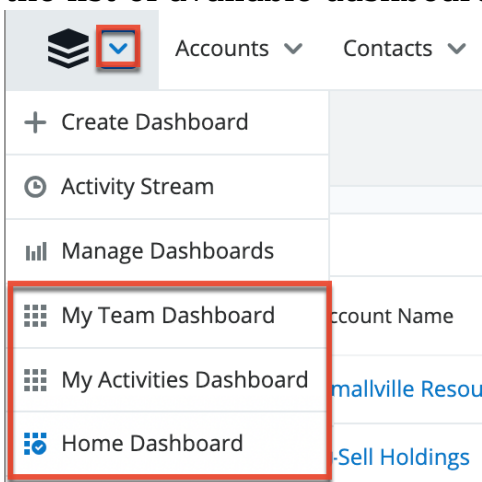 Accounts Contacts
Create Dashboard
Activity Stream
Manage Dashboards
My Team Dashboard
ccount Name
My Activities Dashboard
mallville Resou
Home Dashboard
-Sell Holdings